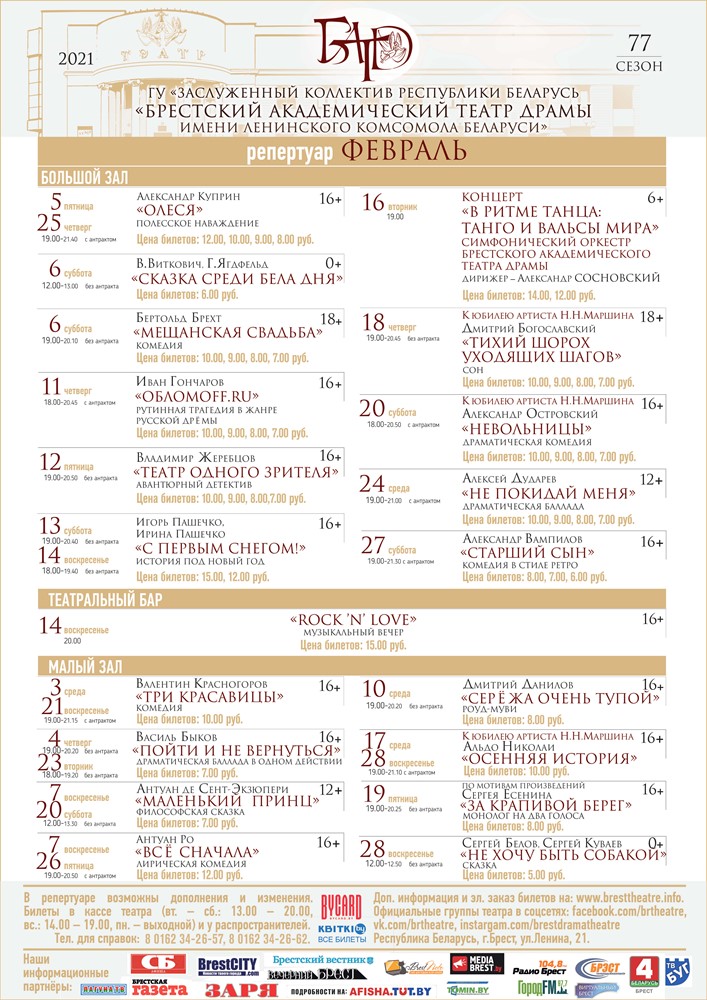 2021
ТЕАТР
БАТД
77
СЕЗОН
ГУ «ЗАСЛУЖЕННЫЙ КОЛЛЕКТИВ РЕСПУБЛИКИ БЕЛАРУСЬ
«БРЕСТСКИЙ АКАДЕМИЧЕСКИЙ ТЕАТР ДРАМЫ
ИМЕНИ ЛЕНИНСКОГО КОМСОМОЛА БЕЛАРУСИ»
репертуар ФЕВРАЛЬ
БОЛЬШОЙ ЗАЛ
5 пятница
25 четверг
19.00-21.40 с антрактом
Александр Куприн 16+
«ОЛЕСЯ»
ПОЛЕССКОЕ НАВАЖДЕНИЕ
Цена билетов: 12.00, 10.00, 9.00, 8.00 руб.
6 суббота
12.00-13.00 без антракта
В.Виткович, Г.Ягдфельд 0+
«СКАЗКА СРЕДИ БЕЛА ДНЯ»
Цена билетов: 6.00 руб.
6 суббота
19.00-20.10 без антракта
Бертольд Брехт 18+
«МЕЩАНСКАЯ СВАДЬБА»
КОМЕДИЯ
Цена билетов: 10.00, 9.00, 8.00, 7.00 руб.
11 четверг
18.00-20.45 с антрактом
Иван Гончаров 16+
«ОБЛОМОFF.RU»
РУТИННАЯ ТРАГЕДИЯ В ЖАНРЕ
РУССКОЙ ДРЁМЫ
Цена билетов: 10.00, 9.00, 8.00, 7.00 руб.
12 пятница
19.00-20.50 без антракта
Владимир Жеребцов 16+
«ТЕАТР ОДНОГО ЗРИТЕЛЯ»
АВАНТЮРНЫЙ ДЕТЕКТИВ
Цена билетов: 10.00, 9.00, 8.00,7.00 руб.
13 суббота
19.00-20.40 без антракта
14 воскресенье
18.00-19.40 без антракта
Игорь Пашечко, 16+
Ирина Пашечко
«С ПЕРВЫМ СНЕГОМ!»
ИСТОРИЯ ПОД НОВЫЙ ГОД
Цена билетов: 15.00, 12.00 руб.
16 вторник
19.00
КОНЦЕРТ 6+
«В РИТМЕ ТАНЦА:
ТАНГО И ВАЛЬСЫ МИРА»
СИМФОНИЧЕСКИЙ ОРКЕСТР
БРЕСТСКОГО АКАДЕМИЧЕСКОГО
ТЕАТРА ДРАМЫ
ДИРИЖЕР – Александр СОСНОВСКИЙ
Цена билетов: 14.00, 12.00 руб.
18 четверг
19.00-20.45 без антракта
К юбилею артиста Н.Н.Маршина 18+
Дмитрий Богославский
«ТИХИЙ ШОРОХ
УХОДЯЩИХ ШАГОВ»
СОН
Цена билетов: 10.00, 9.00, 8.00, 7.00 руб.
20 суббота
18.00-20.50 с антрактом
К юбилею артиста Н.Н.Маршина 16+
Александр Островский
«НЕВОЛЬНИЦЫ»
ДРАМАТИЧЕСКАЯ КОМЕДИЯ
Цена билетов: 10.00, 9.00, 8.00, 7.00 руб.
24 среда
19.00-21.00 с антрактом
Алексей Дударев 12+
«НЕ ПОКИДАЙ МЕНЯ»
ДРАМАТИЧЕСКАЯ БАЛЛАДА
Цена билетов: 10.00, 9.00, 8.00, 7.00 руб.
27 суббота
19.00-21.30 с антрактом
Александр Вампилов 16+
«СТАРШИЙ СЫН»
КОМЕДИЯ В СТИЛЕ РЕТРО
Цена билетов: 8.00, 7.00, 6.00 руб.
ТЕАТРАЛЬНЫЙ БАР
14 воскресенье
20.00
«ROCK 'N' LOVE» 16+
МУЗЫКАЛЬНЫЙ ВЕЧЕР
Цена билетов: 15.00 руб.
МАЛЫЙ ЗАЛ
3 среда
21 воскресенье
19.00-21.15 с антрактом
Валентин Красногоров 16+
«ТРИ КРАСАВИЦЫ»
КОМЕДИЯ
Цена билетов: 10.00 руб.
4 четверг
19.00-20.20 без антракта
23 вторник
18.00-19.20 без антракта
Василь Быков 16+
«ПОЙТИ И НЕ ВЕРНУТЬСЯ»
ДРАМАТИЧЕСКАЯ БАЛЛАДА В ОДНОМ ДЕЙСТВИИ
Цена билетов: 7.00 руб.
7 воскресенье
20 суббота
12.00-13.30 без антракта
Антуан де Сент-Экзюпери 12+
«МАЛЕНЬКИЙ ПРИНЦ»
ФИЛОСОФСКАЯ СКАЗКА
Цена билетов: 7.00 руб.
7 воскресенье
26 пятница
19.00-20.50 без антракта
Антуан Ро 16+
«ВСЁ СНАЧАЛА»
ЛИРИЧЕСКАЯ КОМЕДИЯ
Цена билетов: 12.00 руб.
10 среда
19.00-20.20 без антракта
Дмитрий Данилов 16+
«СЕРЁЖА ОЧЕНЬ ТУПОЙ»
РОУД-МУВИ
Цена билетов: 8.00 руб.
17 среда
28 воскресенье
19.00-21.10 с антрактом
К юбилею артиста Н.Н.Маршина 16+
Альдо Николаи
«ОСЕННЯЯ ИСТОРИЯ»
Цена билетов: 10.00 руб.
19 пятница
19.00-20.25 без антракта
ПО МОТИВАМ ПРОИЗВЕДЕНИЙ 16+
Сергея Есенина
«ЗА КРАПИВОЙ БЕРЕГ»
МОНОЛОГ НА ДВА ГОЛОСА
Цена билетов: 8.00 руб.
28 воскресенье
12.00-12.50 без антракта
Сергей Белов, Сергей Куваев 0+
«НЕ ХОЧУ БЫТЬ СОБАКОЙ»
СКАЗКА
Цена билетов: 5.00 руб.
В репертуаре возможны дополнения и изменения.
Билеты в кассе театра (вт. – сб.: 13.00 – 20.00,
вс.: 14.00 – 19.00, пн. – выходной) и у распространителей.
Тел. для справок: 8 0162 34-26-57, 8 0162 34-26-62.
BYCARD
KBITKI by
ВСЕ БИЛЕТЫ
Доп. информация и эл. заказ билетов на: www.bresttheatre.info.
Официальные группы театра в соцсетях: facebook.com/brtheatre,
vk.com/brtheatre, instargam.com/brestdramatheatre
Республика Беларусь, г.Брест, ул.Ленина, 21.
Наши
информационные
партнёры:
СБ
BrestCITY
Брестский вестник
Вечерний БРЕСТ
MEDIA
BREST.BY
104,8 FM
Радио Брест
БРЭСТ
4
БЕЛАРУСЬ
БРЕСТ
БУГ ТВ
БРЕСТСКАЯ
газета
ЗАРЯ
ПОДРОБНОСТИ НА: AFISHA.TUT.BY
TOMIN.BY
ГородFM
ВИРТУАЛЬНЫЙ
БРЕСТ